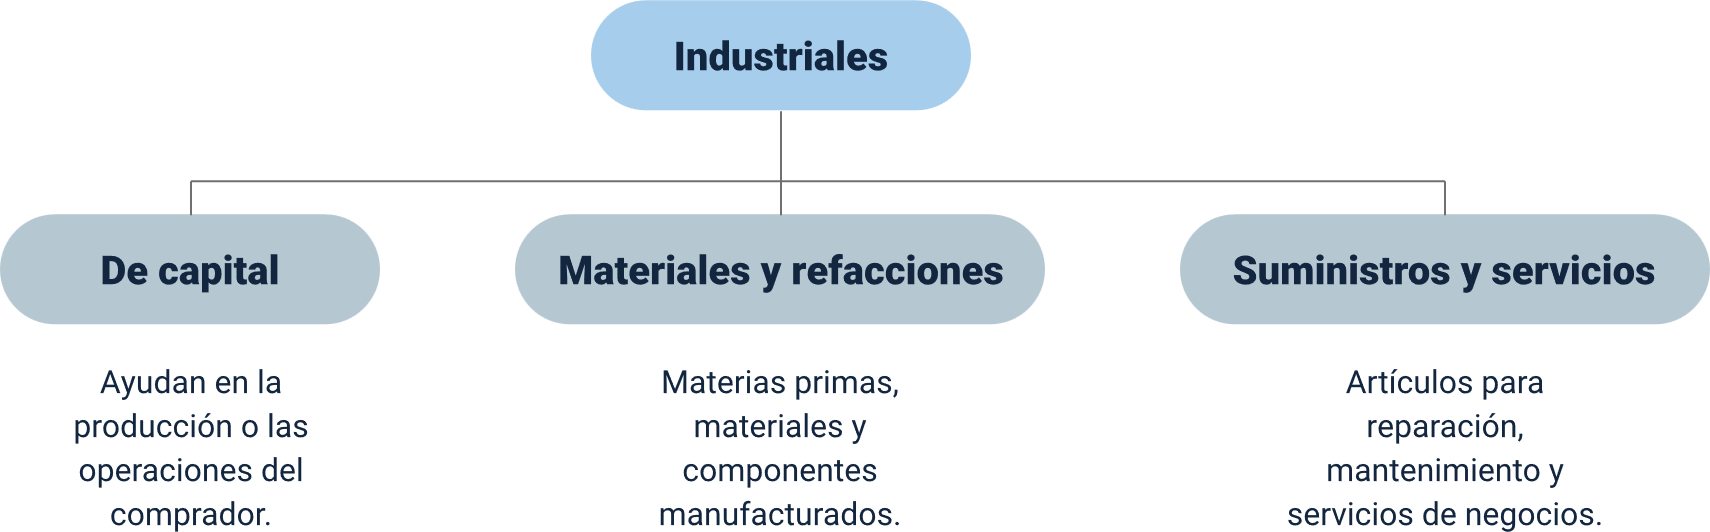 Industriales
De capital
Materiales y refacciones
Suministros y servicios
Ayudan en la
producción o las
operaciones del
comprador.
Materias primas,
materiales y
componentes
manufacturados.
Artículos para
reparación,
mantenimiento y
servicios de negocios.